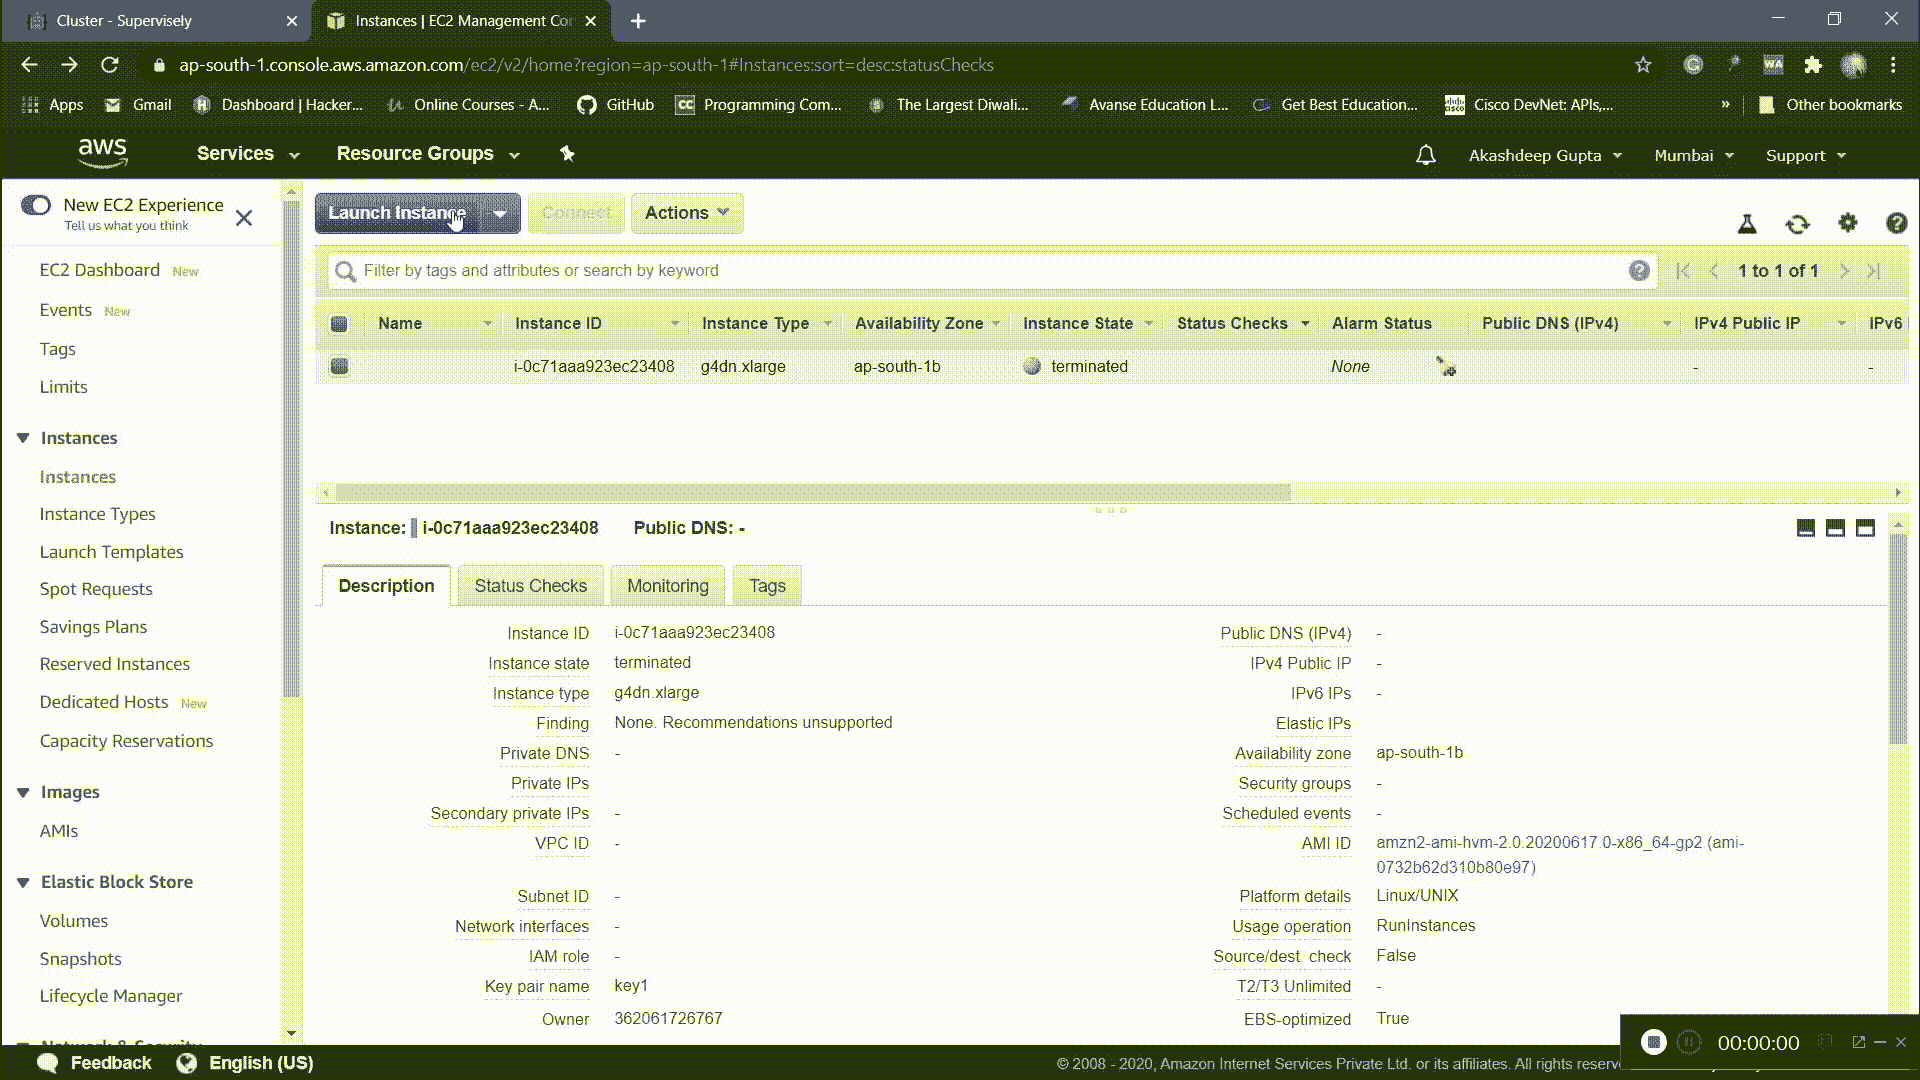 Cluster - Supervisely
Instances | EC2 Management Con
ap-south-1.console.aws.amazon.com/ec2/v2/home?region=ap-south-1#Instances:sort=desc:statusChecks
WA
Apps Gmail Dashboard | Hacker... Online Courses - A... GitHub CC Programming Com... The Largest Diwali... Avanse Education L... Get Best Education... Cisco DevNet: APIs,... » Other bookmarks
aws Services Resource Groups Akashdeep Gupta Mumbai Support
New EC2 Experience
Tell us what you think
EC2 Dashboard New
Events New
Tags
Limits
Instances
Instances
Instance Types
Launch Templates
Spot Requests
Savings Plans
Reserved Instances
Dedicated Hosts New
Capacity Reservations
Images
AMIs
Elastic Block Store
Volumes
Snapshots
Lifecycle Manager
Network & Security
Launch Instance Connect Actions
Filter by tags and attributes or search by keyword
1 to 1 of 1
Name Instance ID Instance Type Availability Zone Instance State Status Checks Alarm Status Public DNS (IPv4) IPv4 Public IP IPv6
i-0c71aaa923ec23408 g4dn.xlarge ap-south-1b terminated None - -
Instance: i-0c71aaa923ec23408 Public DNS: -
Description Status Checks Monitoring Tags
Instance ID i-0c71aaa923ec23408
Instance state terminated
Instance type g4dn.xlarge
Finding None. Recommendations unsupported
Private DNS -
Private IPs -
Secondary private IPs -
VPC ID -
Subnet ID -
Network interfaces -
IAM role -
Key pair name key1
Owner 362061726767
Public DNS (IPv4) -
IPv4 Public IP -
IPv6 IPs -
Elastic IPs
Availability zone ap-south-1b
Security groups -
Scheduled events -
AMI ID amzn2-ami-hvm-2.0.20200617.0-x86_64-gp2 (ami-
0732b62d310b80e97)
Platform details Linux/UNIX
Usage operation RunInstances
Source/dest. check False
T2/T3 Unlimited -
EBS-optimized True
Feedback English (US)
© 2008 - 2020, Amazon Internet Services Private Ltd. or its affiliates. All rights reserve
00:00:00